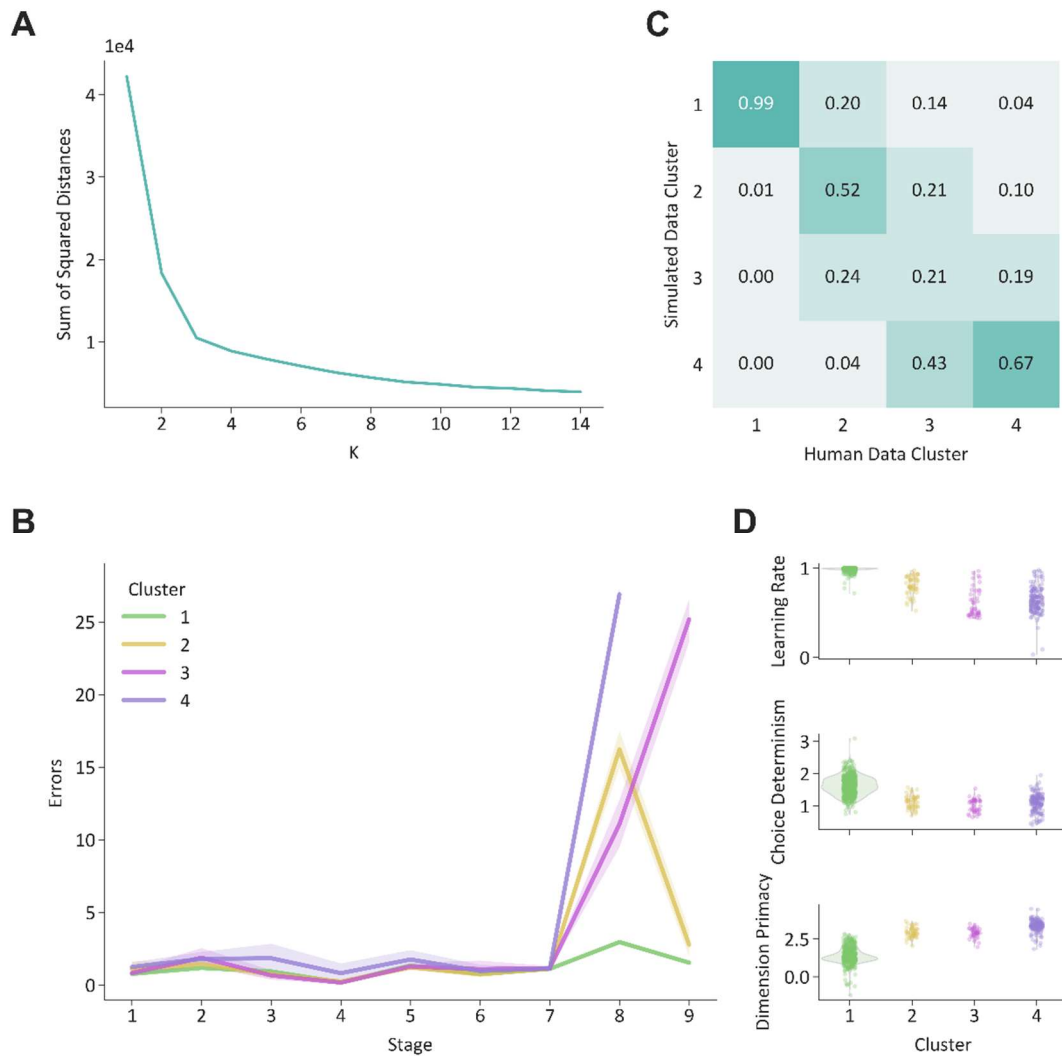 A
1e4
4
3
2
1
Sum of Squared Distances
2 4 6 8 10 12 14
K
C
1 0.99 0.20 0.14 0.04
2 0.01 0.52 0.21 0.10
3 0.00 0.24 0.21 0.19
4 0.00 0.04 0.43 0.67
Simulated Data Cluster
1 2 3 4
Human Data Cluster
B
Cluster
1
2
3
4
25
20
15
10
5
0
Errors
1 2 3 4 5 6 7 8 9
Stage
D
Learning Rate
1
0
Choice Determinism
3
2
1
Dimension Primacy
2.5
0.0
1 2 3 4
Cluster